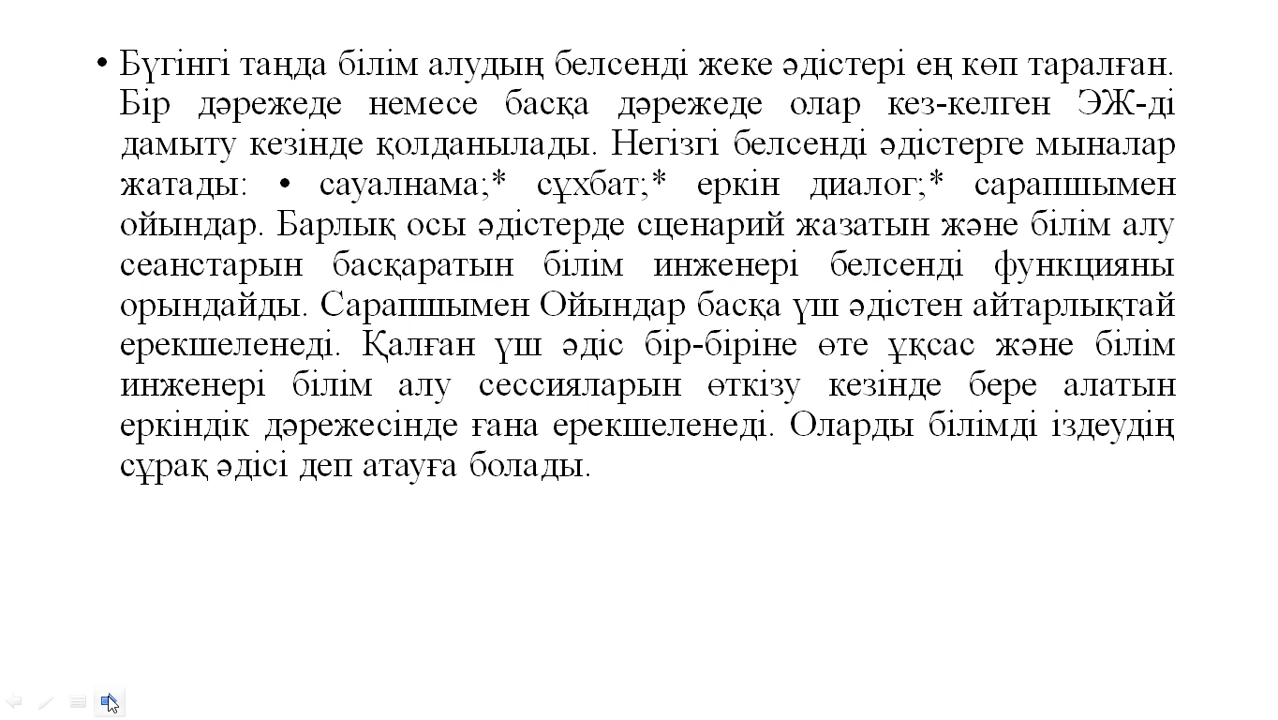 • Бүгінгі таңда білім алудың белсенді жеке әдістері ең көп таралған.
Бір дәрежеде немесе басқа дәрежеде олар кез-келген ЭЖ-ді
дамыту кезінде қолданылады. Негізгі белсенді әдістерге мыналар
жатады: • сауалнама;* сұхбат;* еркін диалог;* сарапшымен
ойындар. Барлық осы әдістерде сценарий жазатын және білім алу
сеанстарын басқаратын білім инженері белсенді функцияны
орындайды. Сарапшымен Ойындар басқа үш әдістен айтарлықтай
ерекшеленеді. Қалған үш әдіс бір-біріне өте ұқсас және білім
инженері білім алу сессияларын өткізу кезінде бере алатын
еркіндік дәрежесінде ғана ерекшеленеді. Оларды білімді іздеудің
сұрақ әдісі деп атауға болады.